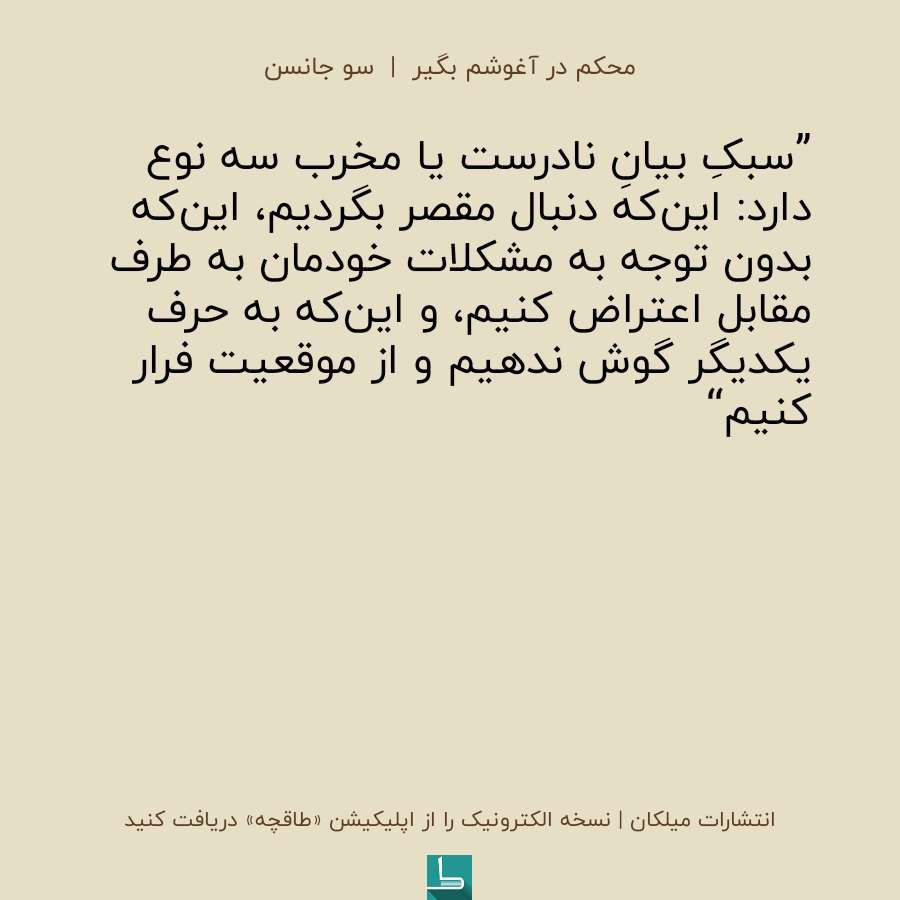 محکم در آغوشم بگیر | سو جانسن
”سبکِ بیانِ نادرست یا مخرب سه نوع
دارد: این‌که دنبال مقصر بگردیم، این‌که
بدون توجه به مشکلات خودمان به طرف
مقابل اعتراض کنیم، و این‌که به حرف
یکدیگر گوش ندهیم و از موقعیت فرار
کنیم“
انتشارات میلکان | نسخه الکترونیک را از اپلیکیشن «طاقچه» دریافت کنید